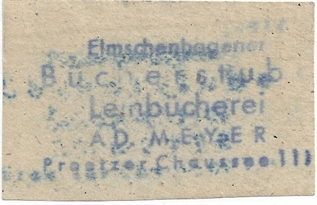 Elmschenhagener
Bücherstub
Leihbücherei
AD. MEYER
Preetzer Chaussee 111